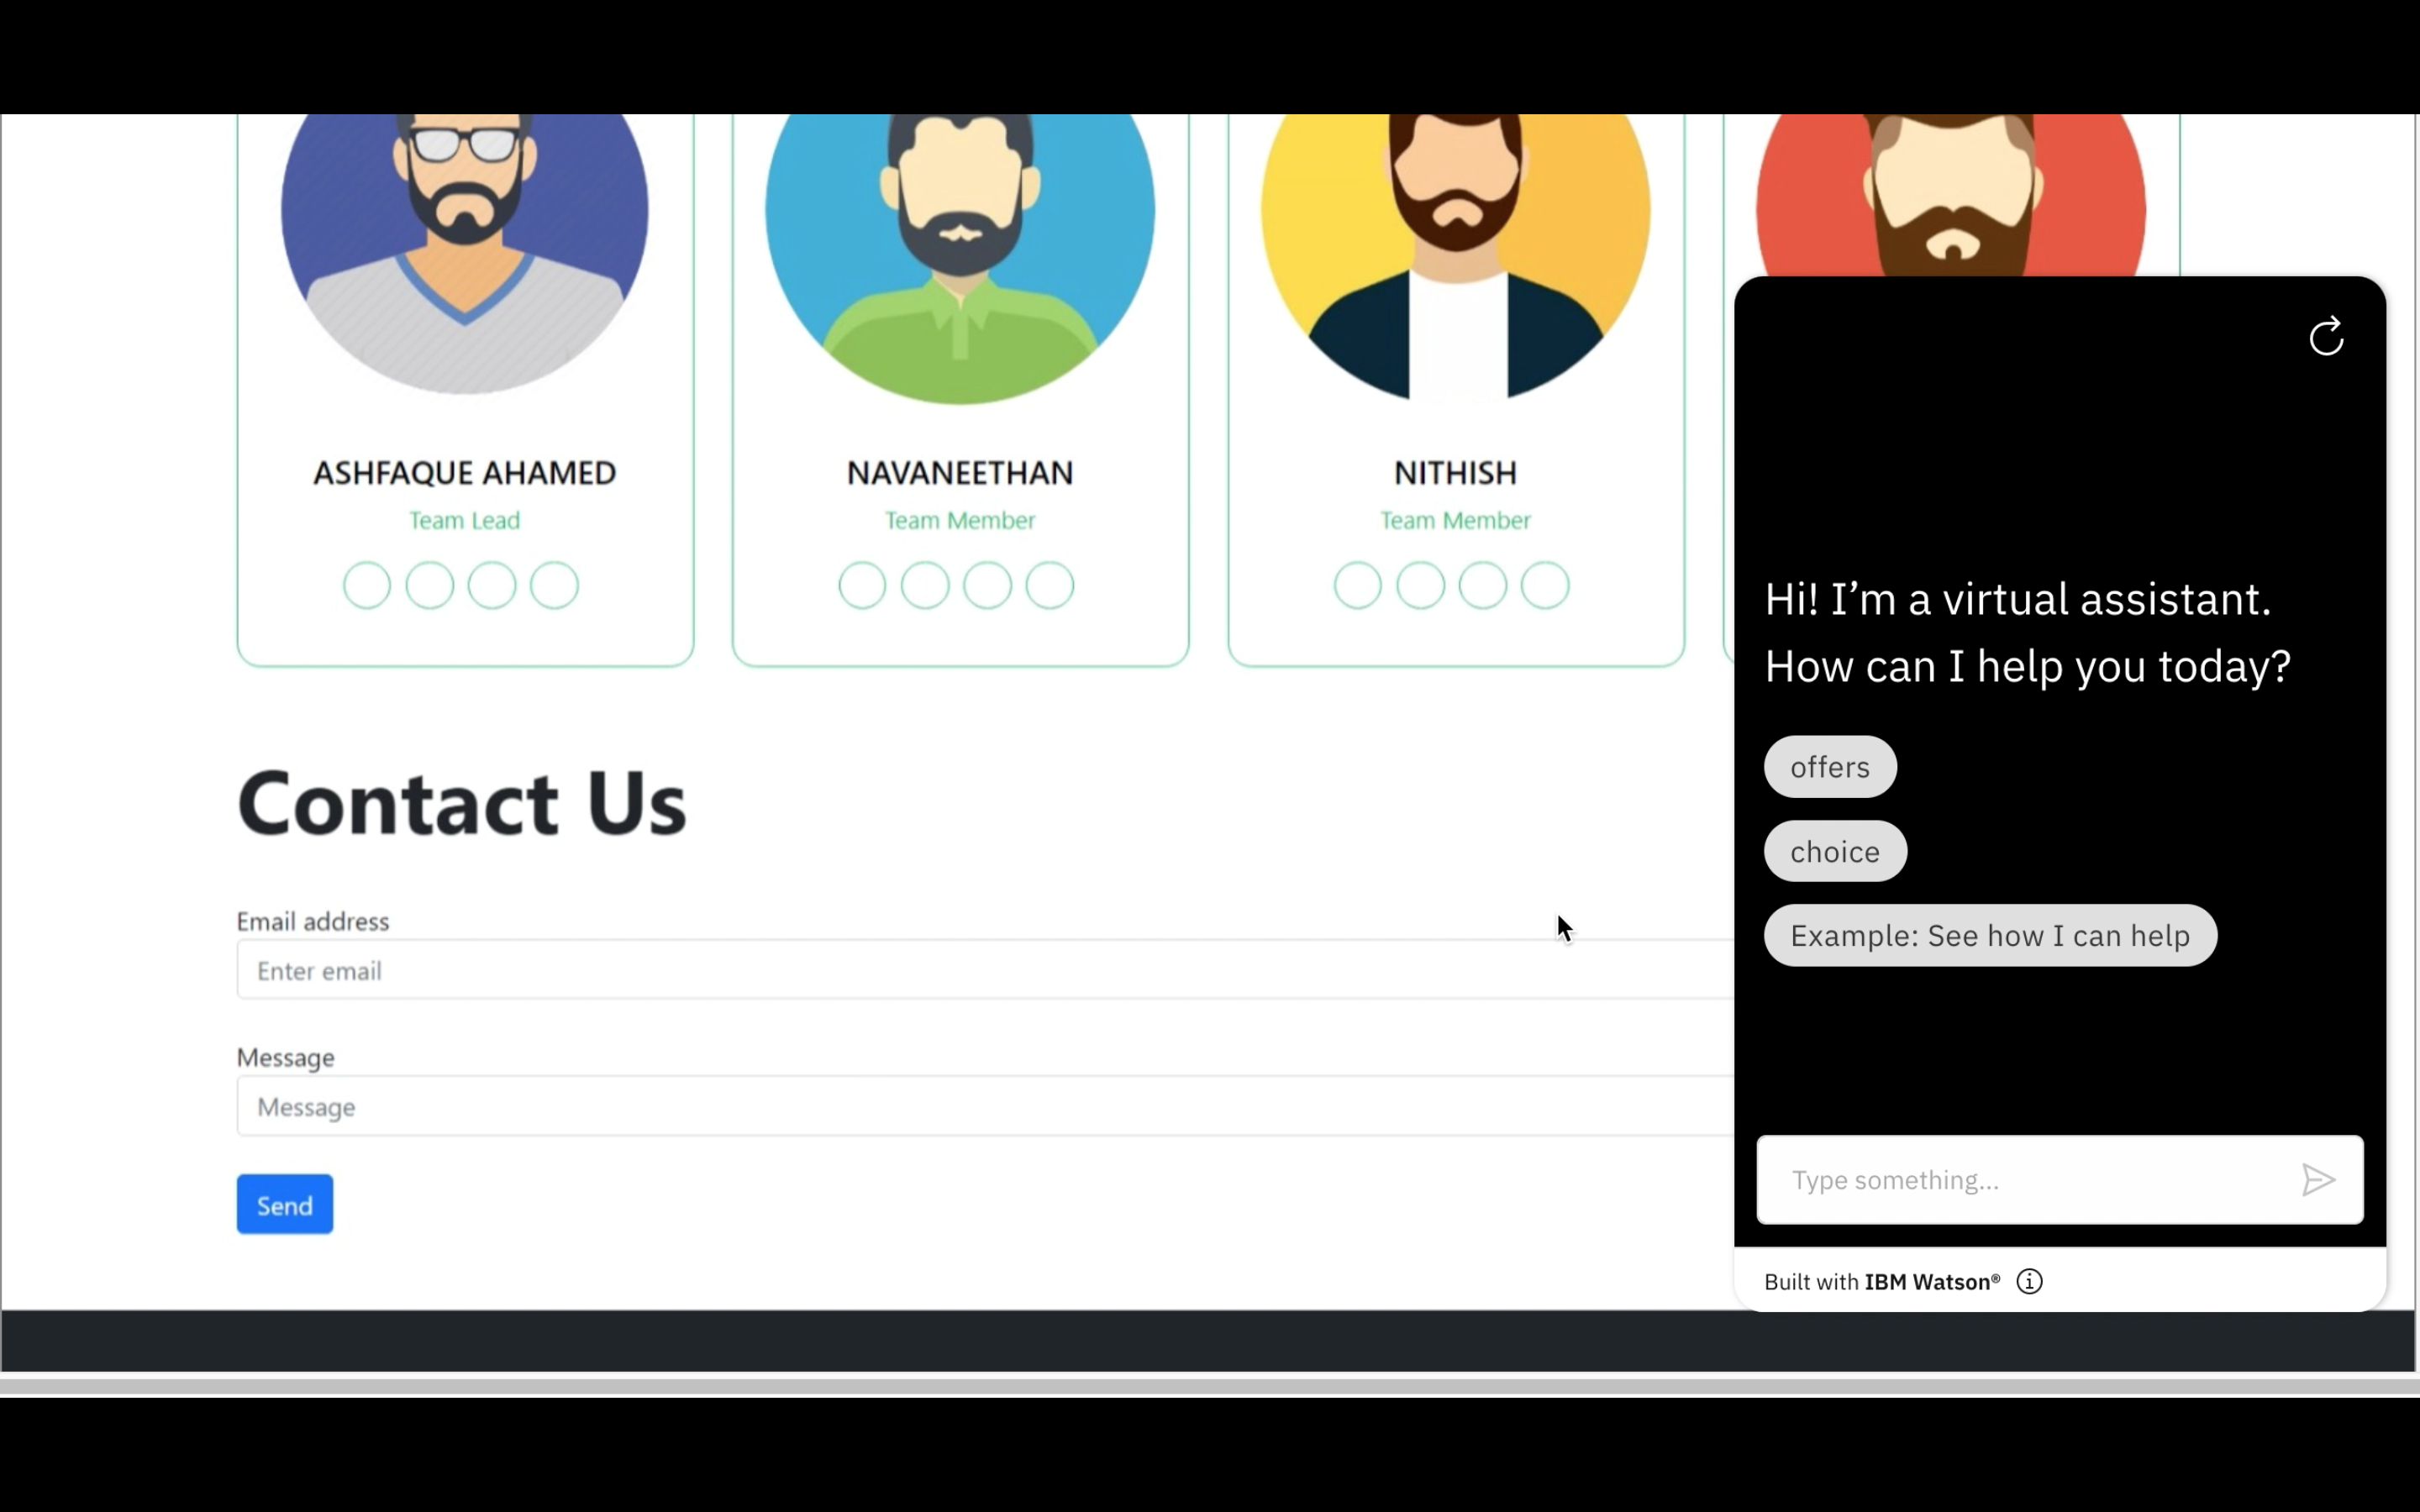 ASHFAQUE AHAMED
Team Lead
NAVANEETHAN
Team Member
NITHISH
Team Member
Contact Us
Email address
Enter email
Message
Message
Send
Hi! I’m a virtual assistant.
How can I help you today?
offers
choice
Example: See how I can help
Type something...
Built with IBM Watson®